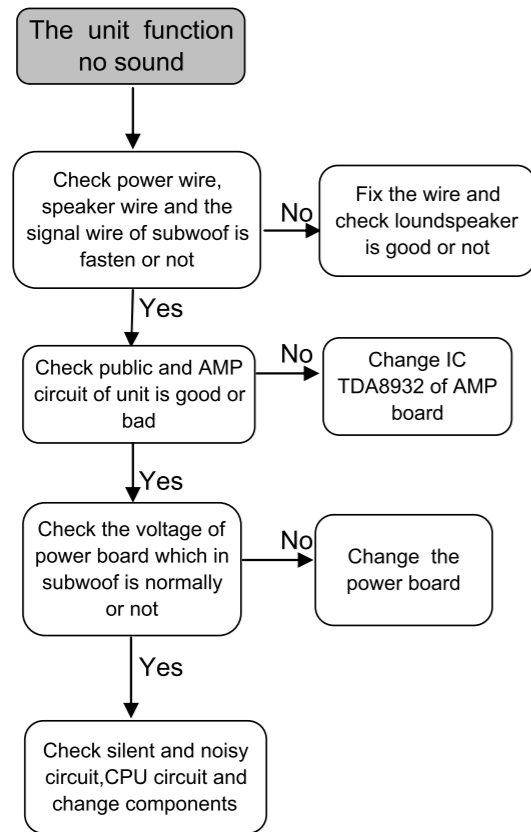 The unit function
no sound
Check power wire,
speaker wire and the
signal wire of subwoof is
fasten or not
No
Fix the wire and
check loundspeaker
is good or not
Yes
Check public and AMP
circuit of unit is good or
bad
No
Change IC
TDA8932 of AMP
board
Yes
Check the voltage of
power board which in
subwoof is normally
or not
No
Change the
power board
Yes
Check silent and noisy
circuit,CPU circuit and
change components